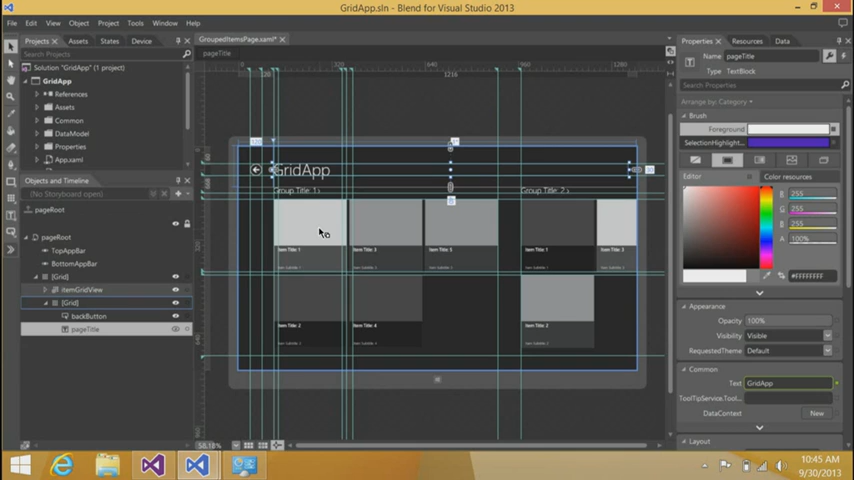 GridApp.sln - Blend for Visual Studio 2013
File View Project Object Tools Window Help
Projects Assets States Device
Search Projects
Solution "GridApp" (1 project)
GridApp
References
Assets
Common
DataModel
Properties
App.xaml
Objects and Timeline
(No Storyboard open)
pageRoot
pageRoot
TopAppBar
BottomAppBar
[Grid]
itemGridView
[Grid]
backButton
pageTitle
GroupedItemsPage.xaml*
pageTitle
0 320 640 1280
1216
GridApp
Group Title: 1
Group Title: 2
Item Title: 1
Item Title: 3
Item Title: 5
Item Title: 1
Item Title: 3
Item Title: 2
Item Title: 4
Item Title: 2
Properties Resources Data
Name pageTitle
Type TextBlock
Search Properties
Arrange by: Category
Brush
Foreground
SelectionHighlight...
Editor Color resources
R 255
G 255
B 255
A 100%
#FFFFFFFF
Appearance
Opacity 100%
Visibility Visible
RequestedTheme Default
Common
Text GridApp
ToolTipService.Tool...
DataContext New
Layout
10:45 AM
9/30/2013